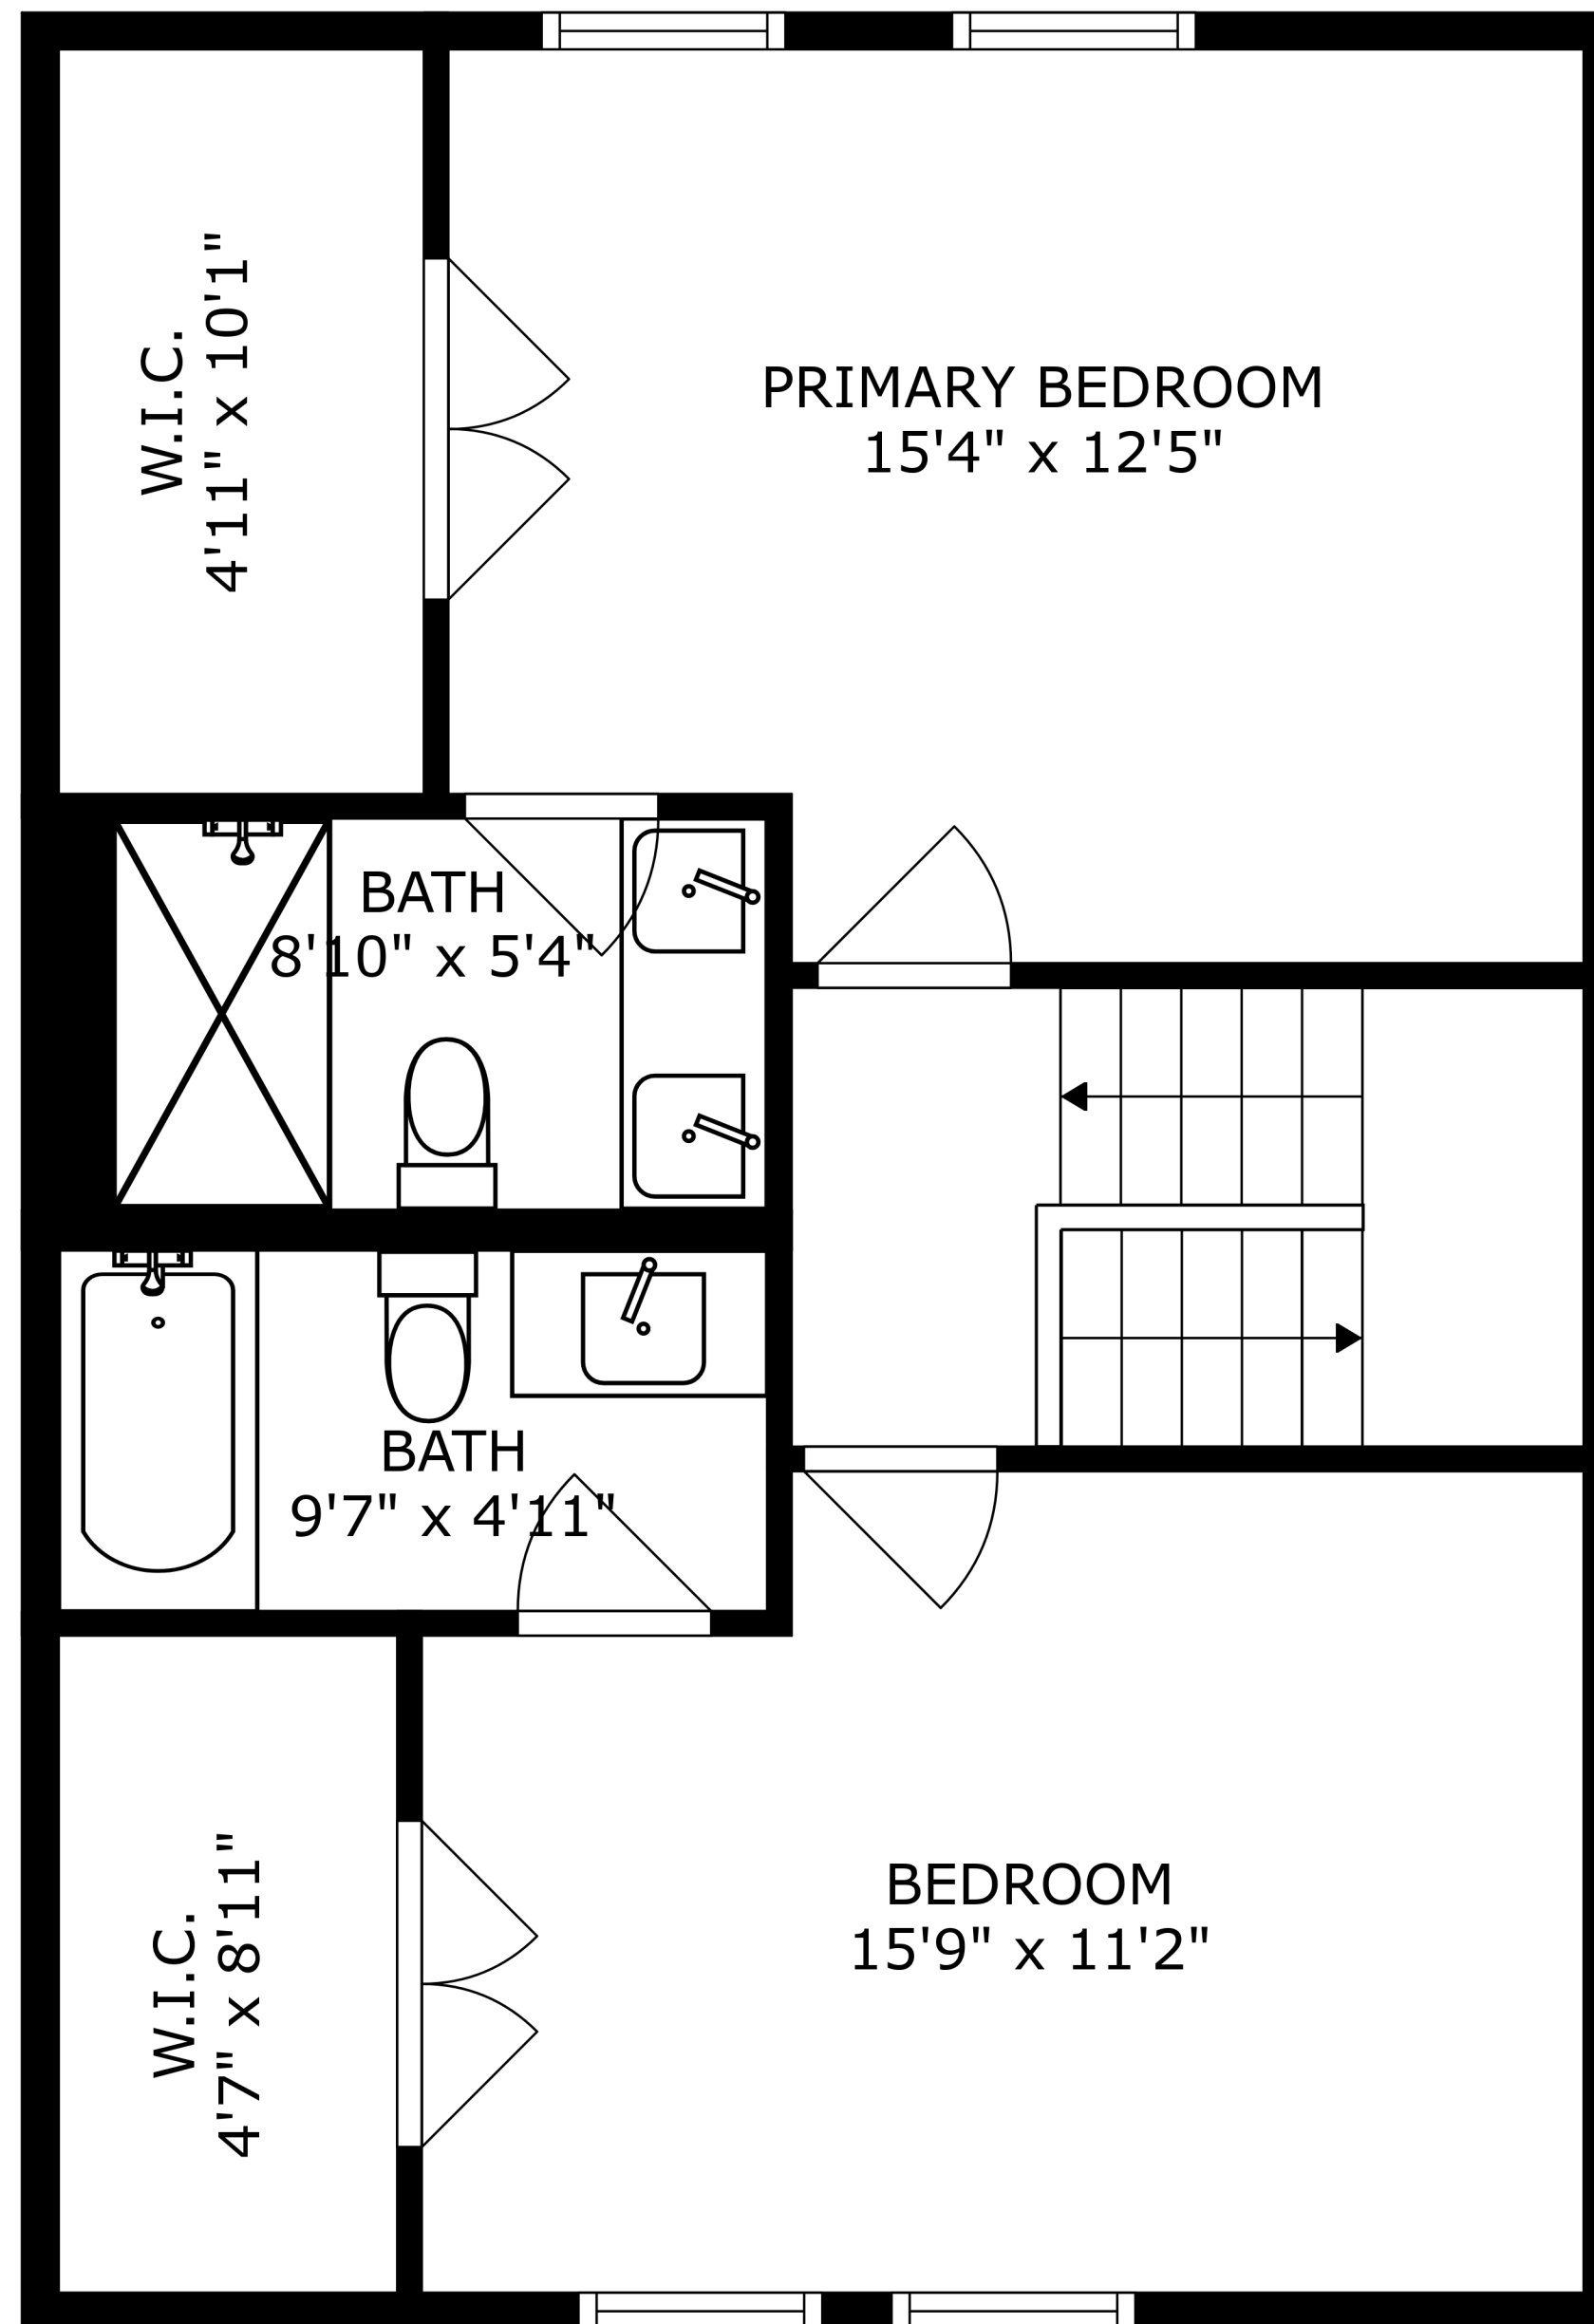 W.I.C.
4'11" x 10'1"
PRIMARY BEDROOM
15'4" x 12'5"
BATH
8'10" x 5'4"
BATH
9'7" x 4'11"
W.I.C.
4'7" x 8'11"
BEDROOM
15'9" x 11'2"